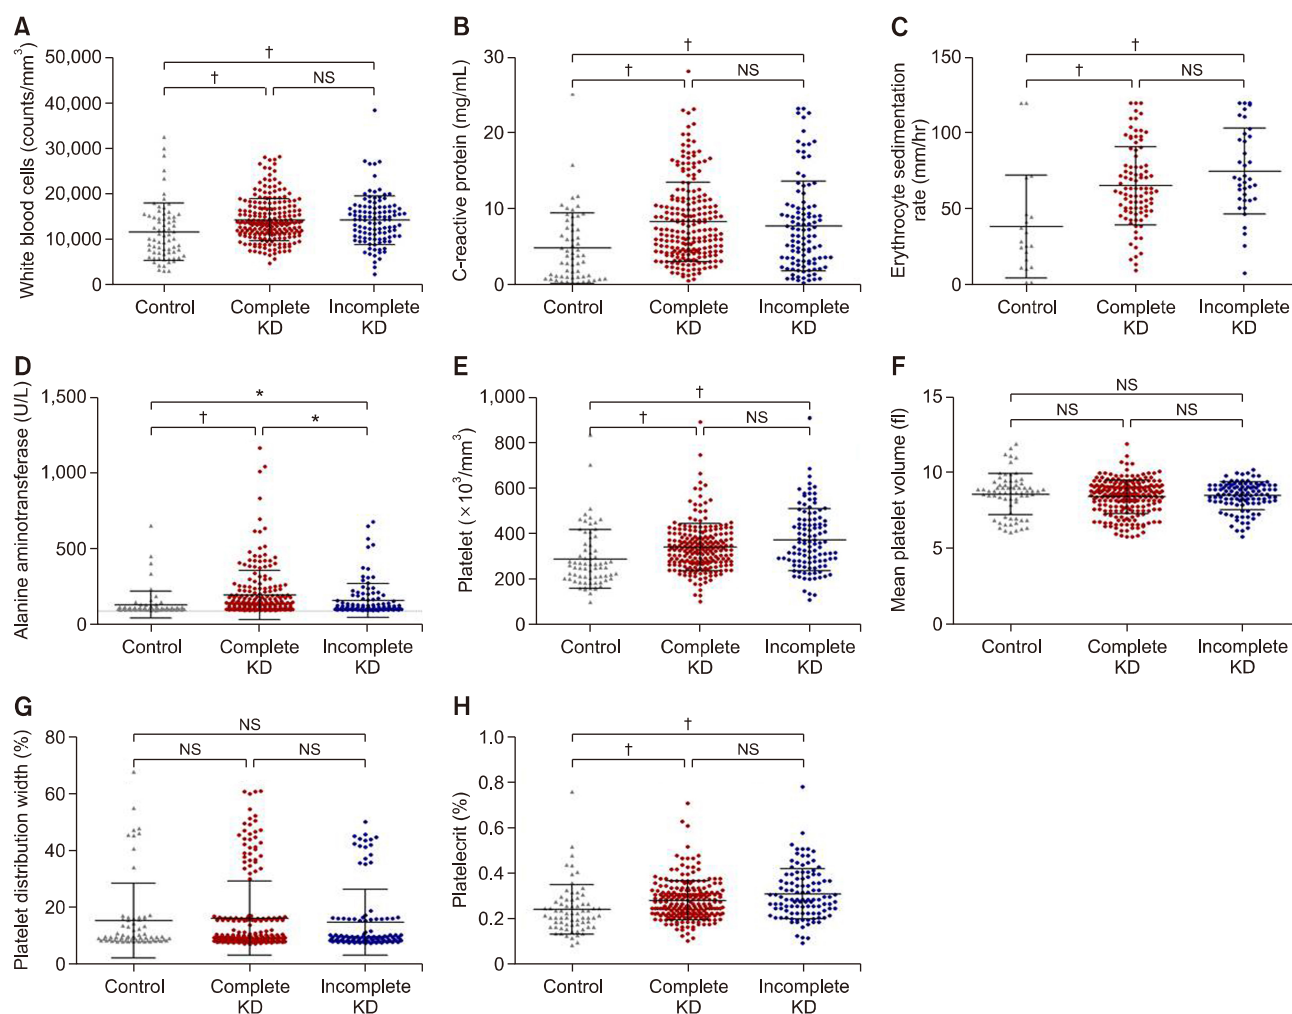 A
White blood cells (counts/mm³)
50,000
40,000
30,000
20,000
10,000
0
†
†
NS
Control
Complete
KD
Incomplete
KD
B
C-reactive protein (mg/mL)
30
20
10
0
†
†
NS
Control
Complete
KD
Incomplete
KD
C
Erythrocyte sedimentation
rate (mm/hr)
150
100
50
0
†
†
NS
Control
Complete
KD
Incomplete
KD
D
Alanine aminotransferase (U/L)
1,500
1,000
500
0
*
†
*
Control
Complete
KD
Incomplete
KD
E
Platelet (×10³/mm³)
1,000
800
600
400
200
0
†
†
NS
Control
Complete
KD
Incomplete
KD
F
Mean platelet volume (fl)
15
10
5
0
NS
NS
NS
Control
Complete
KD
Incomplete
KD
G
Platelet distribution width (%)
80
60
40
20
0
NS
NS
NS
Control
Complete
KD
Incomplete
KD
H
Platelecrit (%)
1.0
0.8
0.6
0.4
0.2
0
†
†
NS
Control
Complete
KD
Incomplete
KD